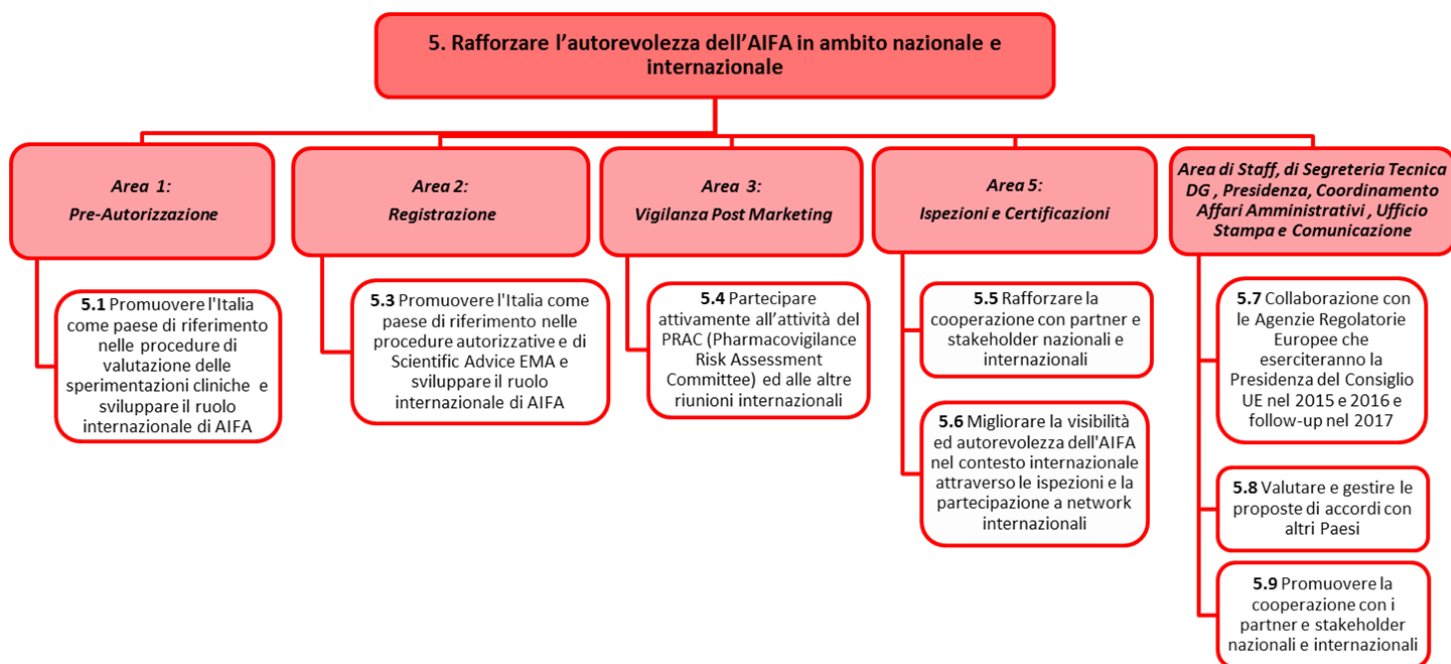 5. Rafforzare l’autorevolezza dell’AIFA in ambito nazionale e
internazionale
Area 1:
Pre-Autorizzazione
Area 2:
Registrazione
Area 3:
Vigilanza Post Marketing
Area 5:
Ispezioni e Certificazioni
Area di Staff, di Segreteria Tecnica
DG , Presidenza, Coordinamento
Affari Amministrativi , Ufficio
Stampa e Comunicazione
5.1 Promuovere l'Italia
come paese di riferimento
nelle procedure di
valutazione delle
sperimentazioni cliniche e
sviluppare il ruolo
internazionale di AIFA
5.3 Promuovere l'Italia come
paese di riferimento nelle
procedure autorizzative e di
Scientific Advice EMA e
sviluppare il ruolo
internazionale di AIFA
5.4 Partecipare
attivamente all’attività del
PRAC (Pharmacovigilance
Risk Assessment
Committee) ed alle altre
riunioni internazionali
5.5 Rafforzare la
cooperazione con partner e
stakeholder nazionali e
internazionali
5.6 Migliorare la visibilità
ed autorevolezza dell'AIFA
nel contesto internazionale
attraverso le ispezioni e la
partecipazione a network
internazionali
5.7 Collaborazione con
le Agenzie Regolatorie
Europee che
eserciteranno la
Presidenza del Consiglio
UE nel 2015 e 2016 e
follow-up nel 2017
5.8 Valutare e gestire le
proposte di accordi con
altri Paesi
5.9 Promuovere la
cooperazione con i
partner e stakeholder
nazionali e internazionali